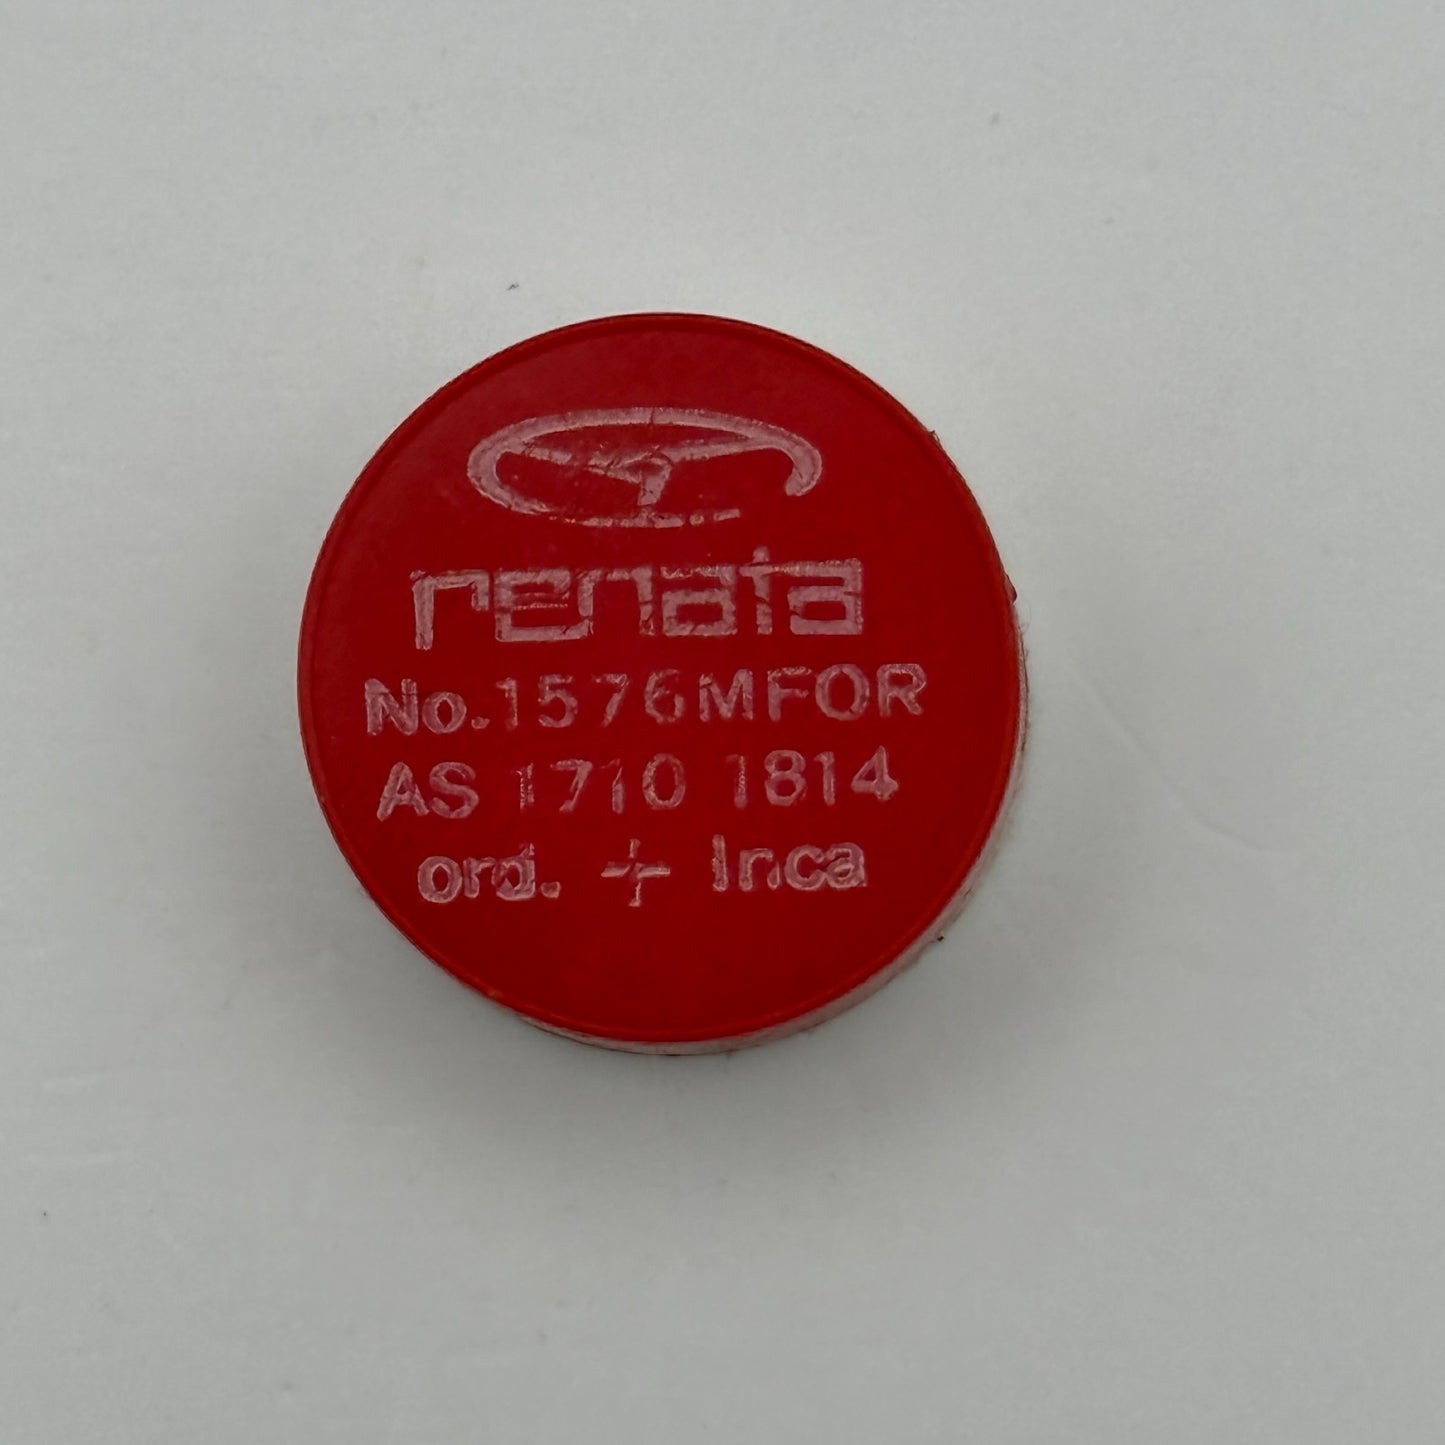 renata
No. 1576MFOR
AS 1710 1814
ord. + Inca